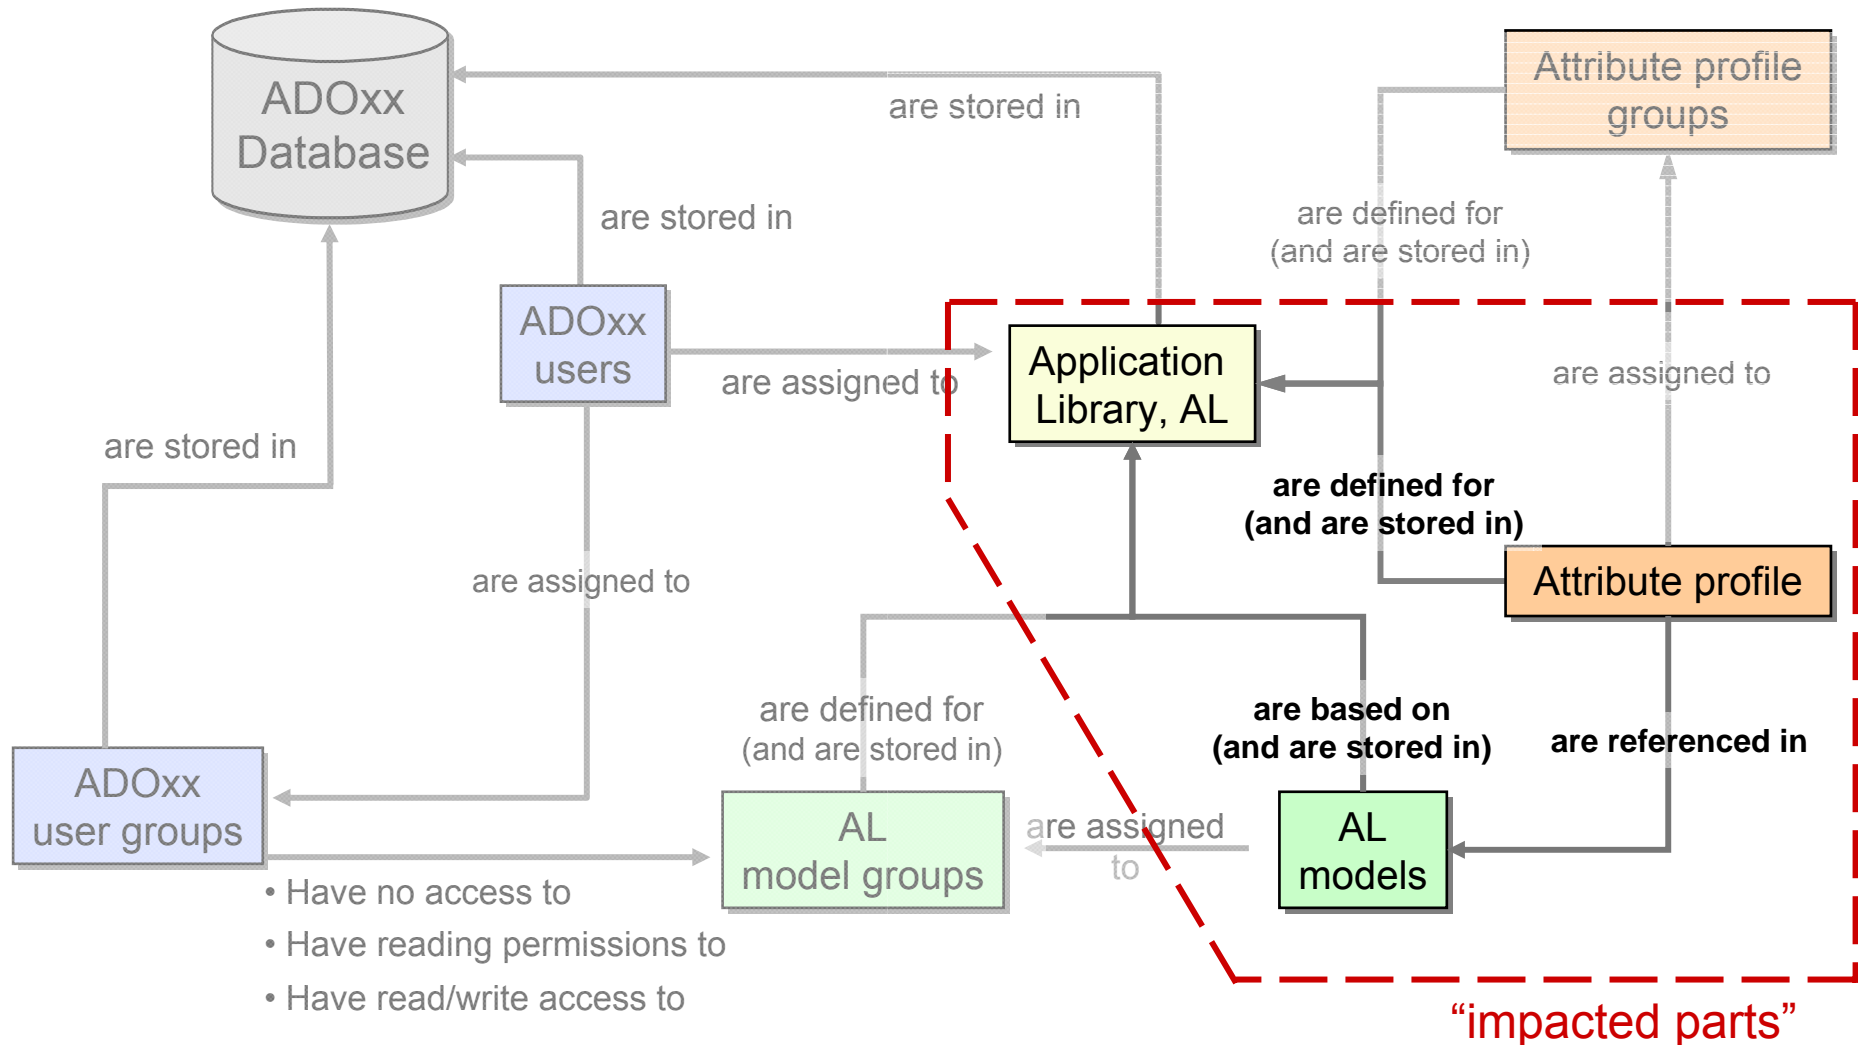 ADOxx
Database
are stored in
Attribute profile
groups
are stored in
are defined for
(and are stored in)
ADOxx
users
are assigned to
Application
Library, AL
are assigned to
are stored in
are defined for
(and are stored in)
are assigned to
Attribute profile
are defined for
(and are stored in)
are based on
(and are stored in)
are referenced in
ADOxx
user groups
AL
model groups
are assigned
to
AL
models
• Have no access to
• Have reading permissions to
• Have read/write access to
“impacted parts”